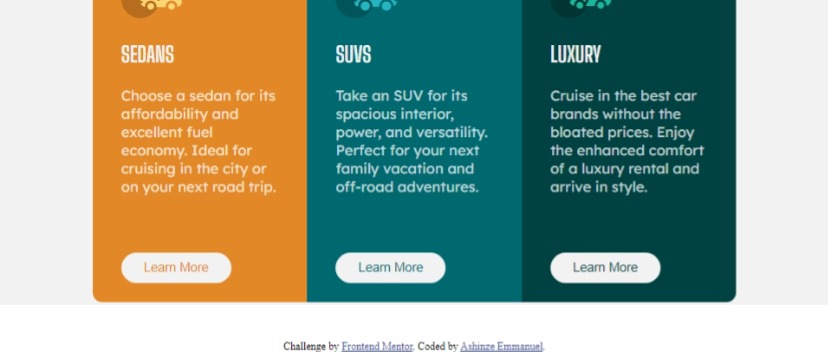 SEDANS
Choose a sedan for its
affordability and
excellent fuel
economy. Ideal for
cruising in the city or
on your next road trip.
Learn More
SUVS
Take an SUV for its
spacious interior,
power, and versatility.
Perfect for your next
family vacation and
off-road adventures.
Learn More
LUXURY
Cruise in the best car
brands without the
bloated prices. Enjoy
the enhanced comfort
of a luxury rental and
arrive in style.
Learn More
Challenge by Frontend Mentor. Coded by Ashinze Emmanuel.